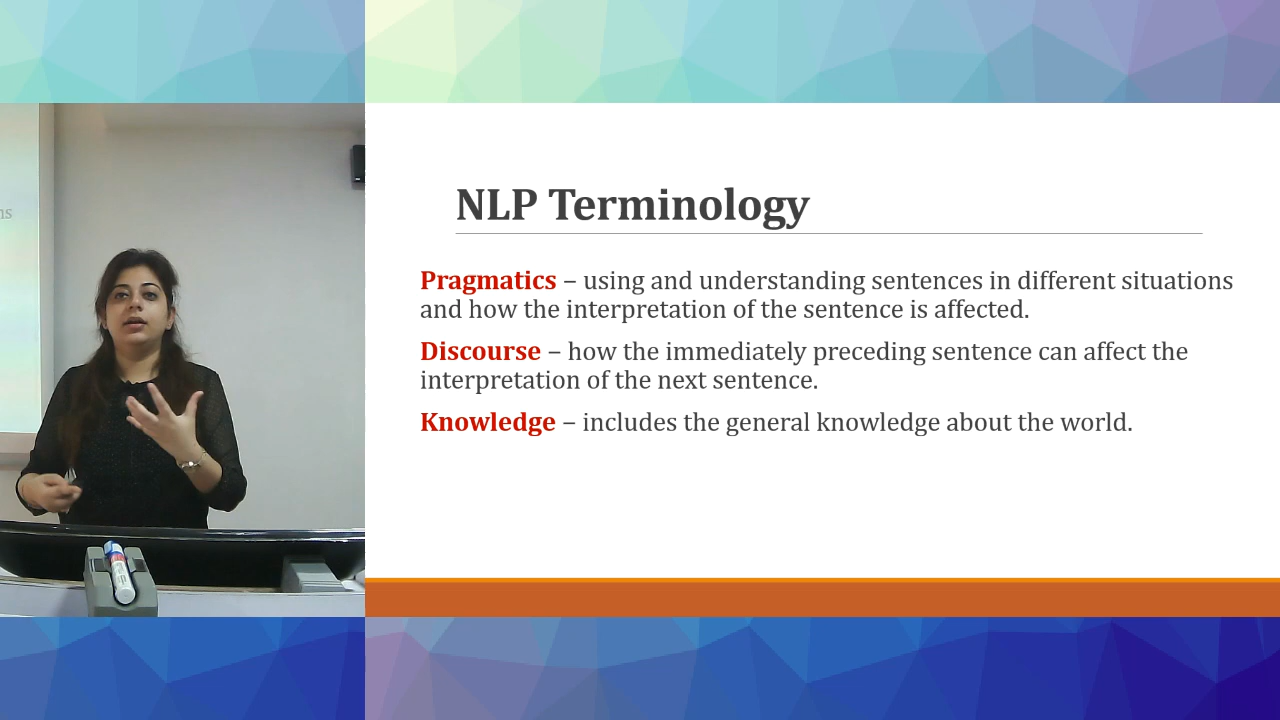 NLP Terminology
Pragmatics – using and understanding sentences in different situations
and how the interpretation of the sentence is affected.
Discourse – how the immediately preceding sentence can affect the
interpretation of the next sentence.
Knowledge – includes the general knowledge about the world.